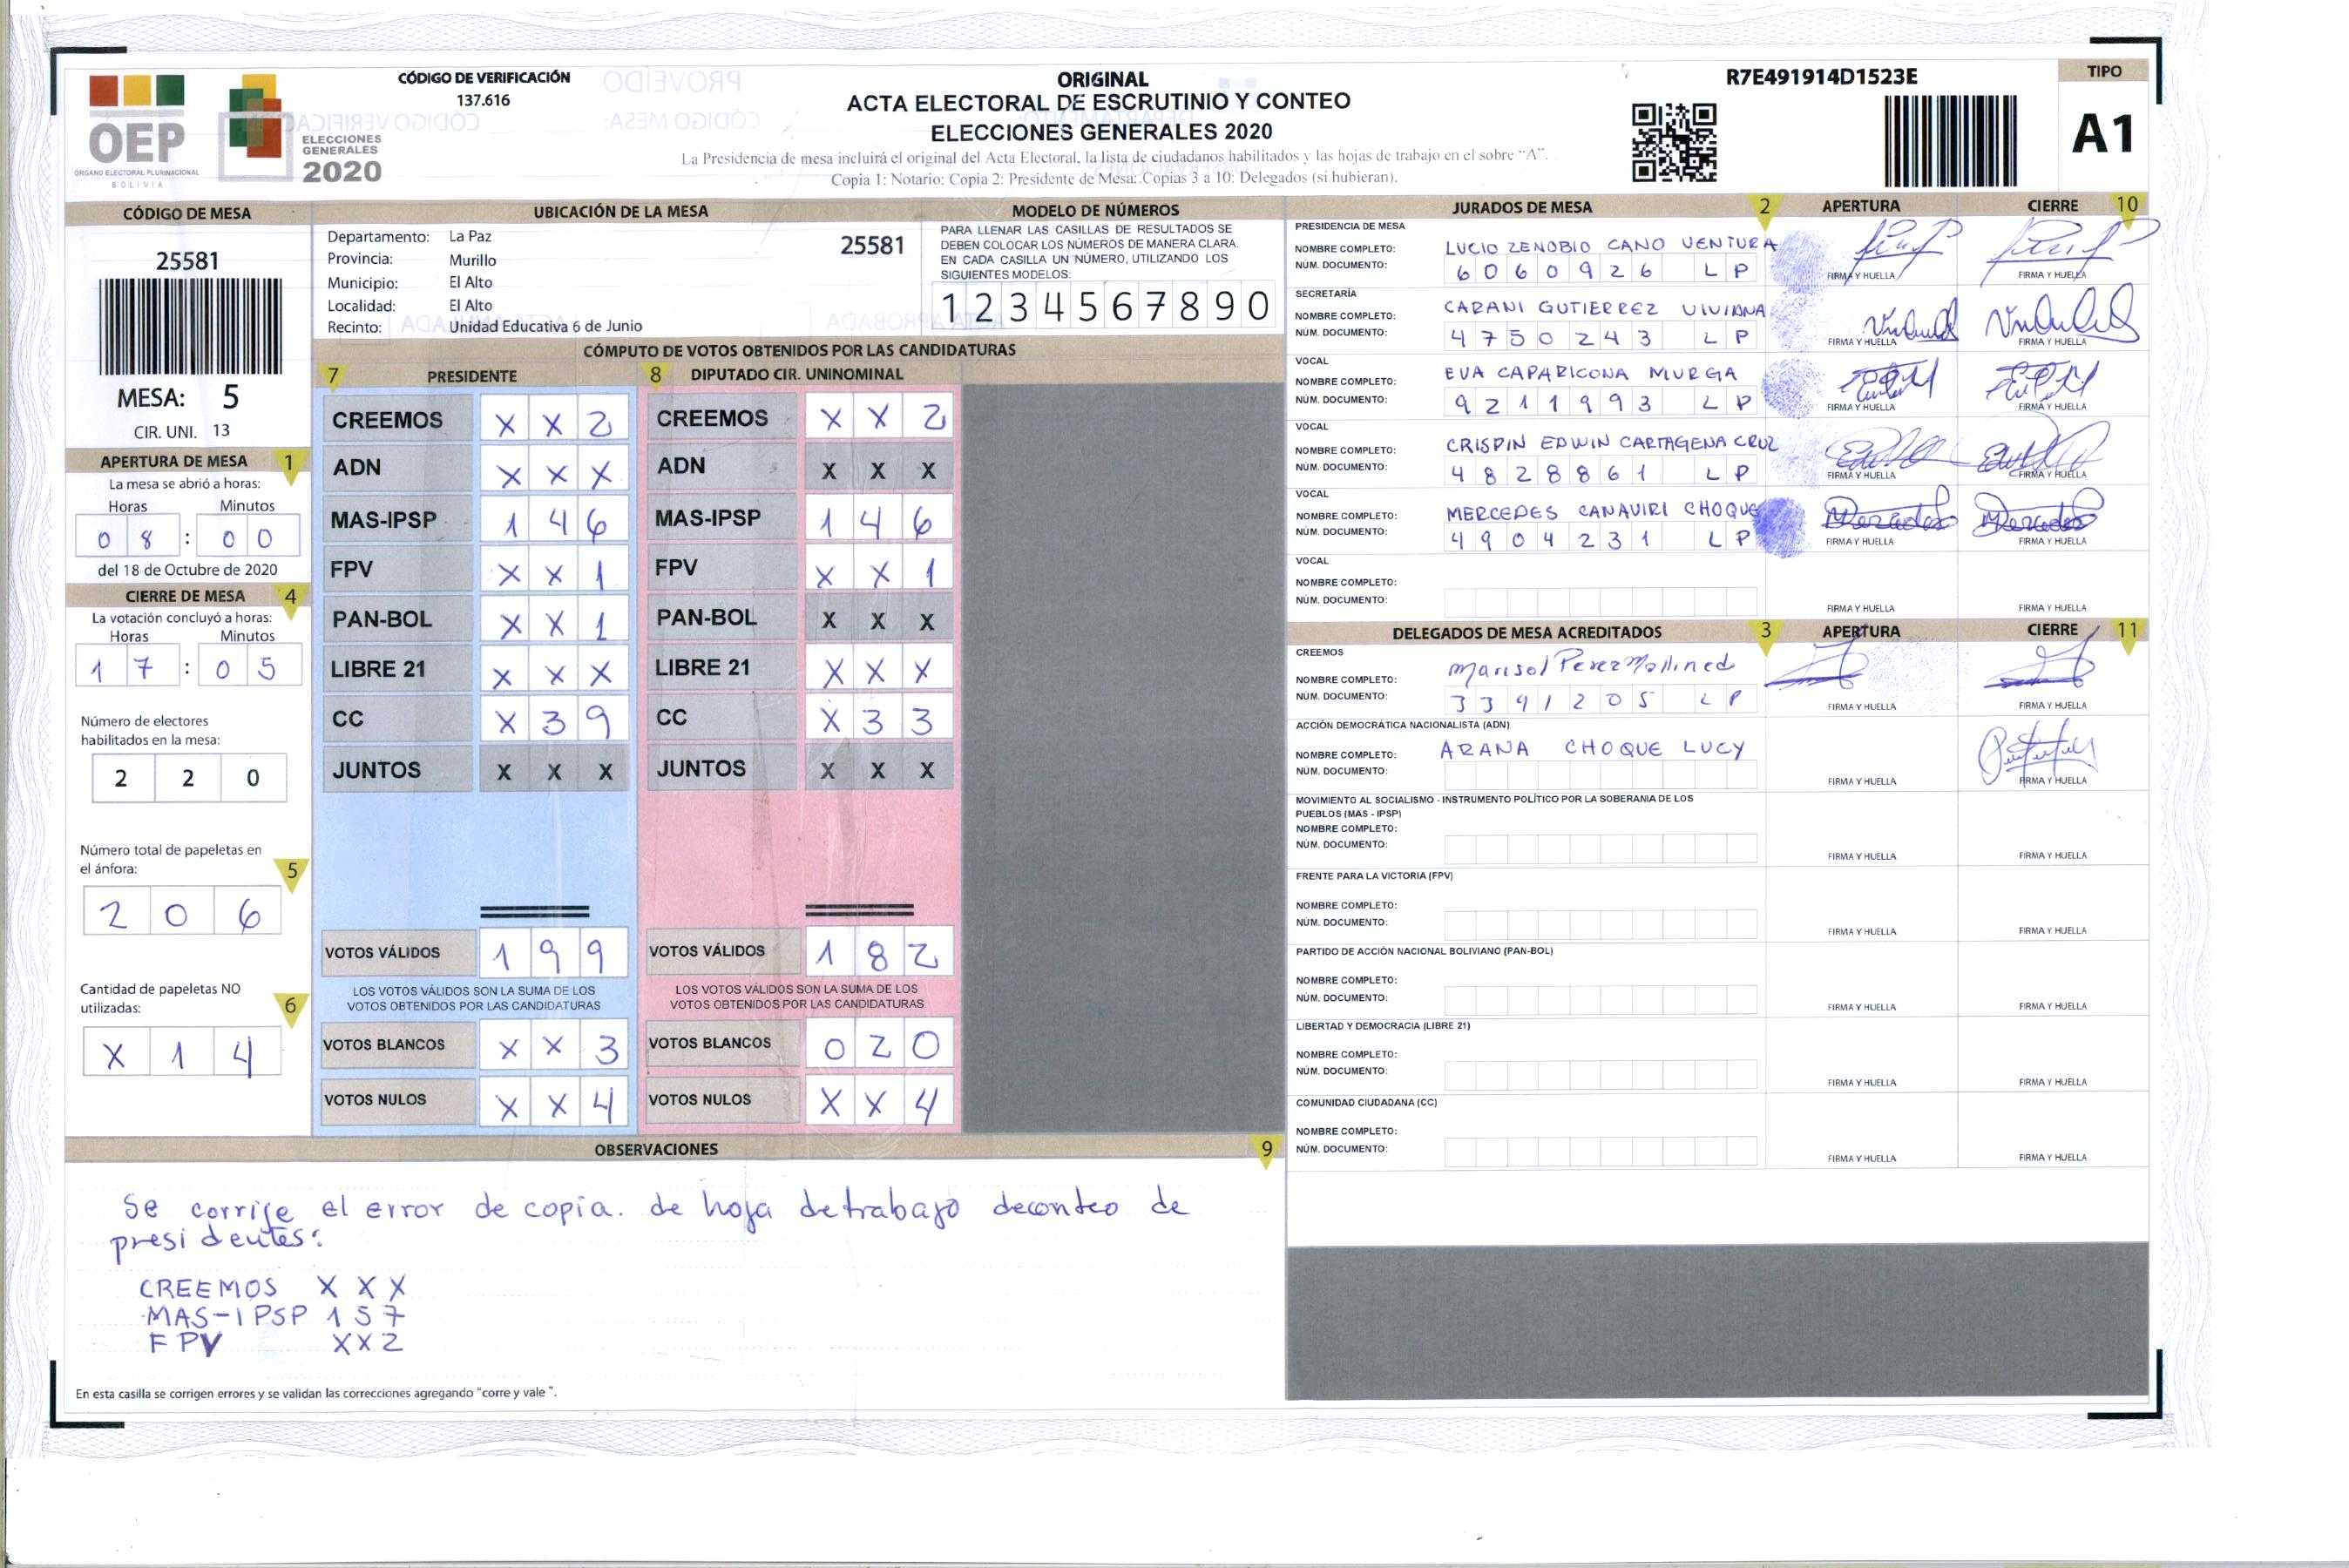 CÓDIGO DE VERIFICACIÓN
137.616
OEP
ÓRGANO ELECTORAL PLURINACIONAL
BOLIVIA
ELECCIONES
GENERALES
2020
ORIGINAL
ACTA ELECTORAL DE ESCRUTINIO Y CONTEO
ELECCIONES GENERALES 2020
La Presidencia de mesa incluirá el original del Acta Electoral, la lista de ciudadanos habilitados y las hojas de trabajo en el sobre "A".
Copia 1: Notario: Copia 2: Presidente de Mesa: Copias 3 a 10: Delegados (si hubieran).
R7E491914D1523E
TIPO
A1
CÓDIGO DE MESA
25581
MESA: 5
CIR. UNI. 13
APERTURA DE MESA 1
La mesa se abrió a horas:
Horas Minutos
0 8 : 0 0
del 18 de Octubre de 2020
CIERRE DE MESA 4
La votación concluyó a horas:
Horas Minutos
1 7 : 0 5
Número de electores
habilitados en la mesa:
2 2 0
Número total de papeletas en
el ánfora: 5
2 0 6
Cantidad de papeletas NO
utilizadas: 6
X 1 4
UBICACIÓN DE LA MESA
Departamento: La Paz
25581
Provincia: Murillo
Municipio: El Alto
Localidad: El Alto
Recinto: Unidad Educativa 6 de Junio
MODELO DE NÚMEROS
PARA LLENAR LAS CASILLAS DE RESULTADOS SE
DEBEN COLOCAR LOS NÚMEROS DE MANERA CLARA.
EN CADA CASILLA UN NÚMERO, UTILIZANDO LOS
SIGUIENTES MODELOS:
1 2 3 4 5 6 7 8 9 0
CÓMPUTO DE VOTOS OBTENIDOS POR LAS CANDIDATURAS
7 PRESIDENTE
CREEMOS X X 2
ADN X X X
MAS-IPSP 1 4 6
FPV X X 1
PAN-BOL X X 1
LIBRE 21 X X X
CC X 3 9
JUNTOS X X X
VOTOS VÁLIDOS 1 9 9
LOS VOTOS VÁLIDOS SON LA SUMA DE LOS
VOTOS OBTENIDOS POR LAS CANDIDATURAS
VOTOS BLANCOS X X 3
VOTOS NULOS X X 4
8 DIPUTADO CIR. UNINOMINAL
CREEMOS X X 2
ADN X X X
MAS-IPSP 1 4 6
FPV X X 1
PAN-BOL X X X
LIBRE 21 X X X
CC X 3 3
JUNTOS X X X
VOTOS VÁLIDOS 1 8 2
LOS VOTOS VÁLIDOS SON LA SUMA DE LOS
VOTOS OBTENIDOS POR LAS CANDIDATURAS
VOTOS BLANCOS 0 2 0
VOTOS NULOS X X 4
OBSERVACIONES 9
se corrije el error de copia. de hoja detrabajo deconteo de
presidentes:
CREEMOS X X X
MAS-IPSP 1 5 7
FPV X X 2
En esta casilla se corrigen errores y se validan las correcciones agregando "corre y vale ".
JURADOS DE MESA 2 APERTURA CIERRE 10
PRESIDENCIA DE MESA
NOMBRE COMPLETO: LUCIO ZENOBIO CANO VENTURA
NÚM. DOCUMENTO: 6 0 6 0 9 2 6 L P
FIRMA Y HUELLA FIRMA Y HUELLA
SECRETARÍA
NOMBRE COMPLETO: CARANI GUTIERREZ VIVIANA
NÚM. DOCUMENTO: 4 7 5 0 2 4 3 L P
FIRMA Y HUELLA FIRMA Y HUELLA
VOCAL
NOMBRE COMPLETO: EVA CAPARICONA MURGA
NÚM. DOCUMENTO: 9 2 1 1 9 9 3 L P
FIRMA Y HUELLA FIRMA Y HUELLA
VOCAL
NOMBRE COMPLETO: CRISPIN EDWIN CARTAGENA CRUZ
NÚM. DOCUMENTO: 4 8 2 8 8 6 1 L P
FIRMA Y HUELLA FIRMA Y HUELLA
VOCAL
NOMBRE COMPLETO: MERCEDES CANAVIRI CHOQUE
NÚM. DOCUMENTO: 4 9 0 4 2 3 1 L P
Mercedes Mercedes
FIRMA Y HUELLA FIRMA Y HUELLA
VOCAL
NOMBRE COMPLETO:
NÚM. DOCUMENTO:
FIRMA Y HUELLA FIRMA Y HUELLA
DELEGADOS DE MESA ACREDITADOS 3 APERTURA CIERRE 11
CREEMOS
NOMBRE COMPLETO: Marisol Perez Mollined
NÚM. DOCUMENTO: 3 3 4 1 2 0 5 L P
FIRMA Y HUELLA FIRMA Y HUELLA
ACCIÓN DEMOCRÁTICA NACIONALISTA (ADN)
NOMBRE COMPLETO: ARANA CHOQUE LUCY
NÚM. DOCUMENTO:
FIRMA Y HUELLA FIRMA Y HUELLA
MOVIMIENTO AL SOCIALISMO - INSTRUMENTO POLÍTICO POR LA SOBERANIA DE LOS
PUEBLOS (MAS - IPSP)
NOMBRE COMPLETO:
NÚM. DOCUMENTO:
FIRMA Y HUELLA FIRMA Y HUELLA
FRENTE PARA LA VICTORIA (FPV)
NOMBRE COMPLETO:
NÚM. DOCUMENTO:
FIRMA Y HUELLA FIRMA Y HUELLA
PARTIDO DE ACCIÓN NACIONAL BOLIVIANO (PAN-BOL)
NOMBRE COMPLETO:
NÚM. DOCUMENTO:
FIRMA Y HUELLA FIRMA Y HUELLA
LIBERTAD Y DEMOCRACIA (LIBRE 21)
NOMBRE COMPLETO:
NÚM. DOCUMENTO:
FIRMA Y HUELLA FIRMA Y HUELLA
COMUNIDAD CIUDADANA (CC)
NOMBRE COMPLETO:
NÚM. DOCUMENTO:
FIRMA Y HUELLA FIRMA Y HUELLA